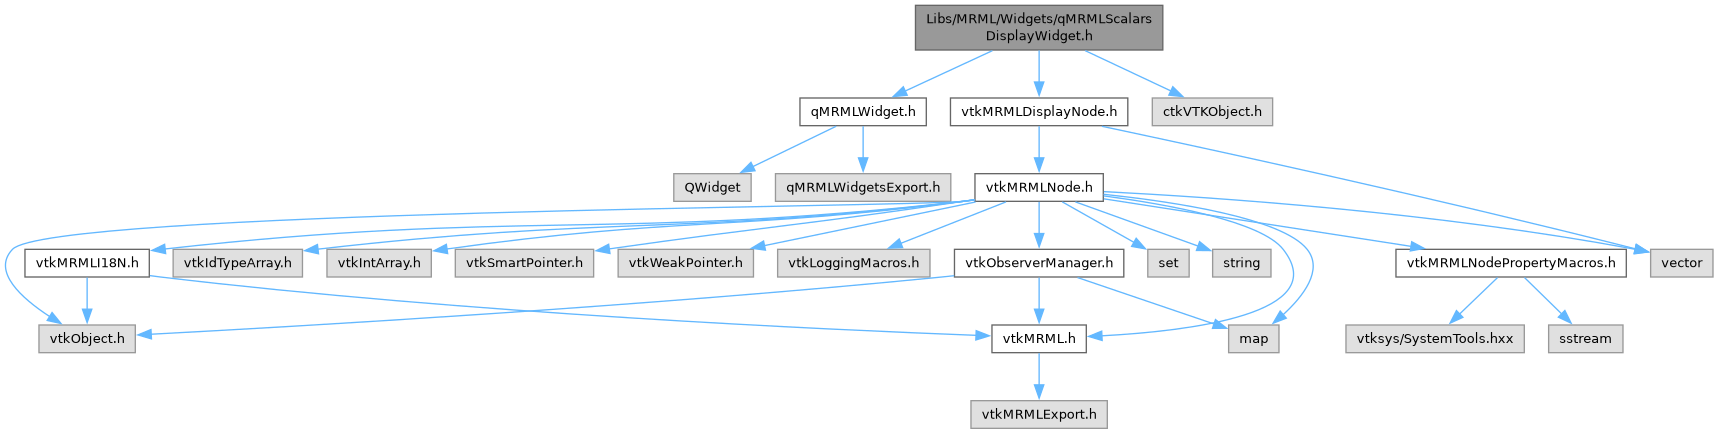 Libs/MRML/Widgets/qMRMLScalars
DisplayWidget.h
qMRMLWidget.h
vtkMRMLDisplayNode.h
ctkVTKObject.h
QWidget
qMRMLWidgetsExport.h
vtkMRMLNode.h
vtkMRMLI18N.h
vtkIdTypeArray.h
vtkIntArray.h
vtkSmartPointer.h
vtkWeakPointer.h
vtkLoggingMacros.h
vtkObserverManager.h
set
string
vtkMRMLNodePropertyMacros.h
vector
vtkObject.h
vtkMRML.h
map
vtksys/SystemTools.hxx
sstream
vtkMRMLExport.h